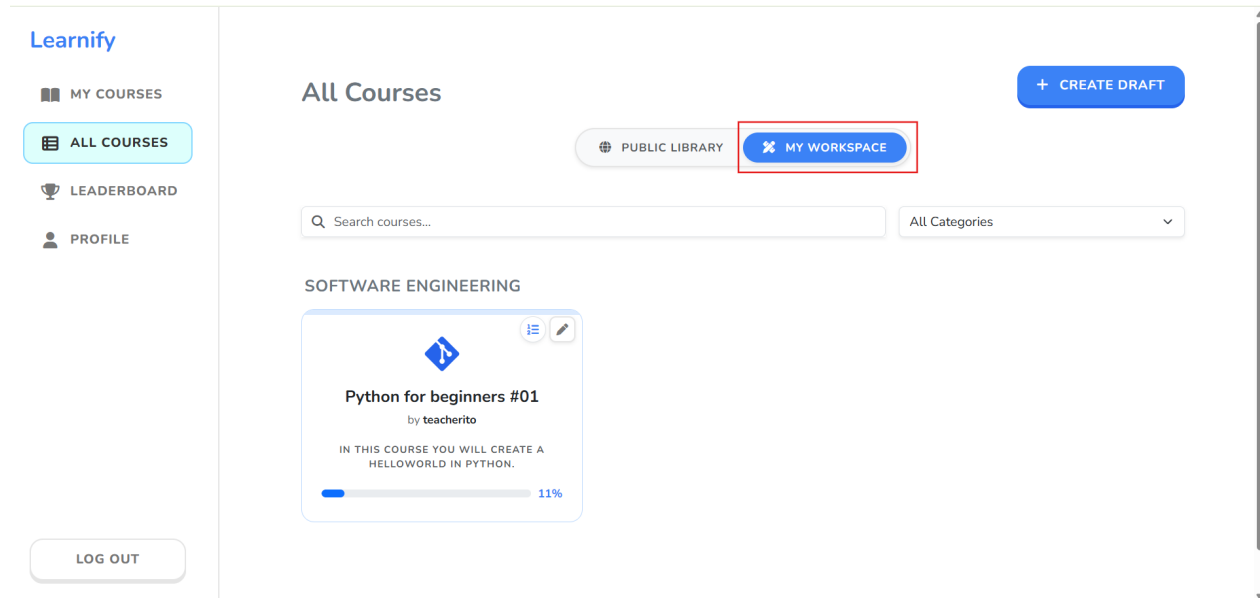 Learnify
MY COURSES
ALL COURSES
LEADERBOARD
PROFILE
LOG OUT
All Courses
+ CREATE DRAFT
PUBLIC LIBRARY
MY WORKSPACE
Search courses...
All Categories
SOFTWARE ENGINEERING
Python for beginners #01
by teacherito
IN THIS COURSE YOU WILL CREATE A
HELLOWORLD IN PYTHON.
11%